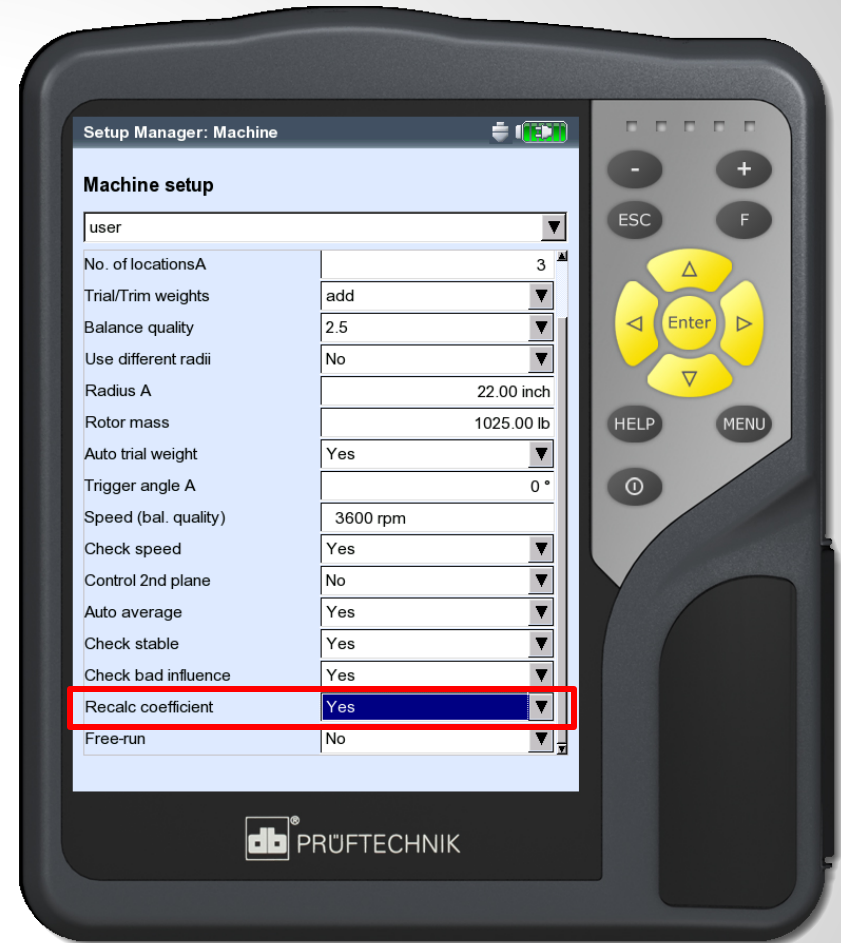 Setup Manager: Machine
Machine setup
user
No. of locationsA 3
Trial/Trim weights add
Balance quality 2.5
Use different radii No
Radius A 22.00 inch
Rotor mass 1025.00 lb
Auto trial weight Yes
Trigger angle A 0 °
Speed (bal. quality) 3600 rpm
Check speed Yes
Control 2nd plane No
Auto average Yes
Check stable Yes
Check bad influence Yes
Recalc coefficient Yes
Free-run No
- +
ESC F
Enter
HELP MENU
db® PRÜFTECHNIK